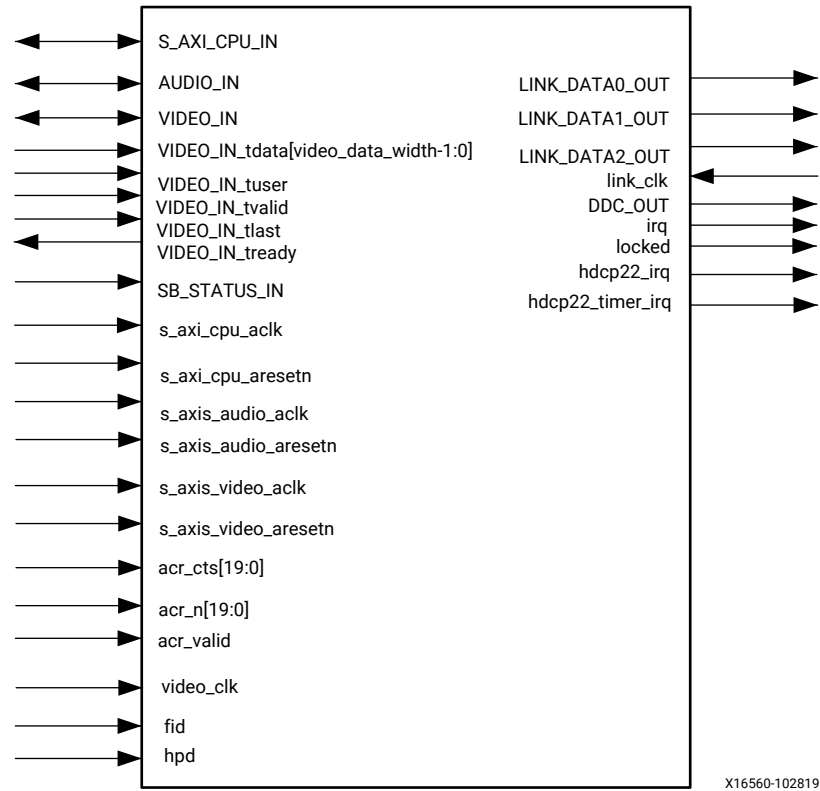 S_AXI_CPU_IN
AUDIO_IN
VIDEO_IN
VIDEO_IN_tdata[video_data_width-1:0]
VIDEO_IN_tuser
VIDEO_IN_tvalid
VIDEO_IN_tlast
VIDEO_IN_tready
SB_STATUS_IN
s_axi_cpu_aclk
s_axi_cpu_aresetn
s_axis_audio_aclk
s_axis_audio_aresetn
s_axis_video_aclk
s_axis_video_aresetn
acr_cts[19:0]
acr_n[19:0]
acr_valid
video_clk
fid
hpd
LINK_DATA0_OUT
LINK_DATA1_OUT
LINK_DATA2_OUT
link_clk
DDC_OUT
irq
locked
hdcp22_irq
hdcp22_timer_irq
X16560-102819